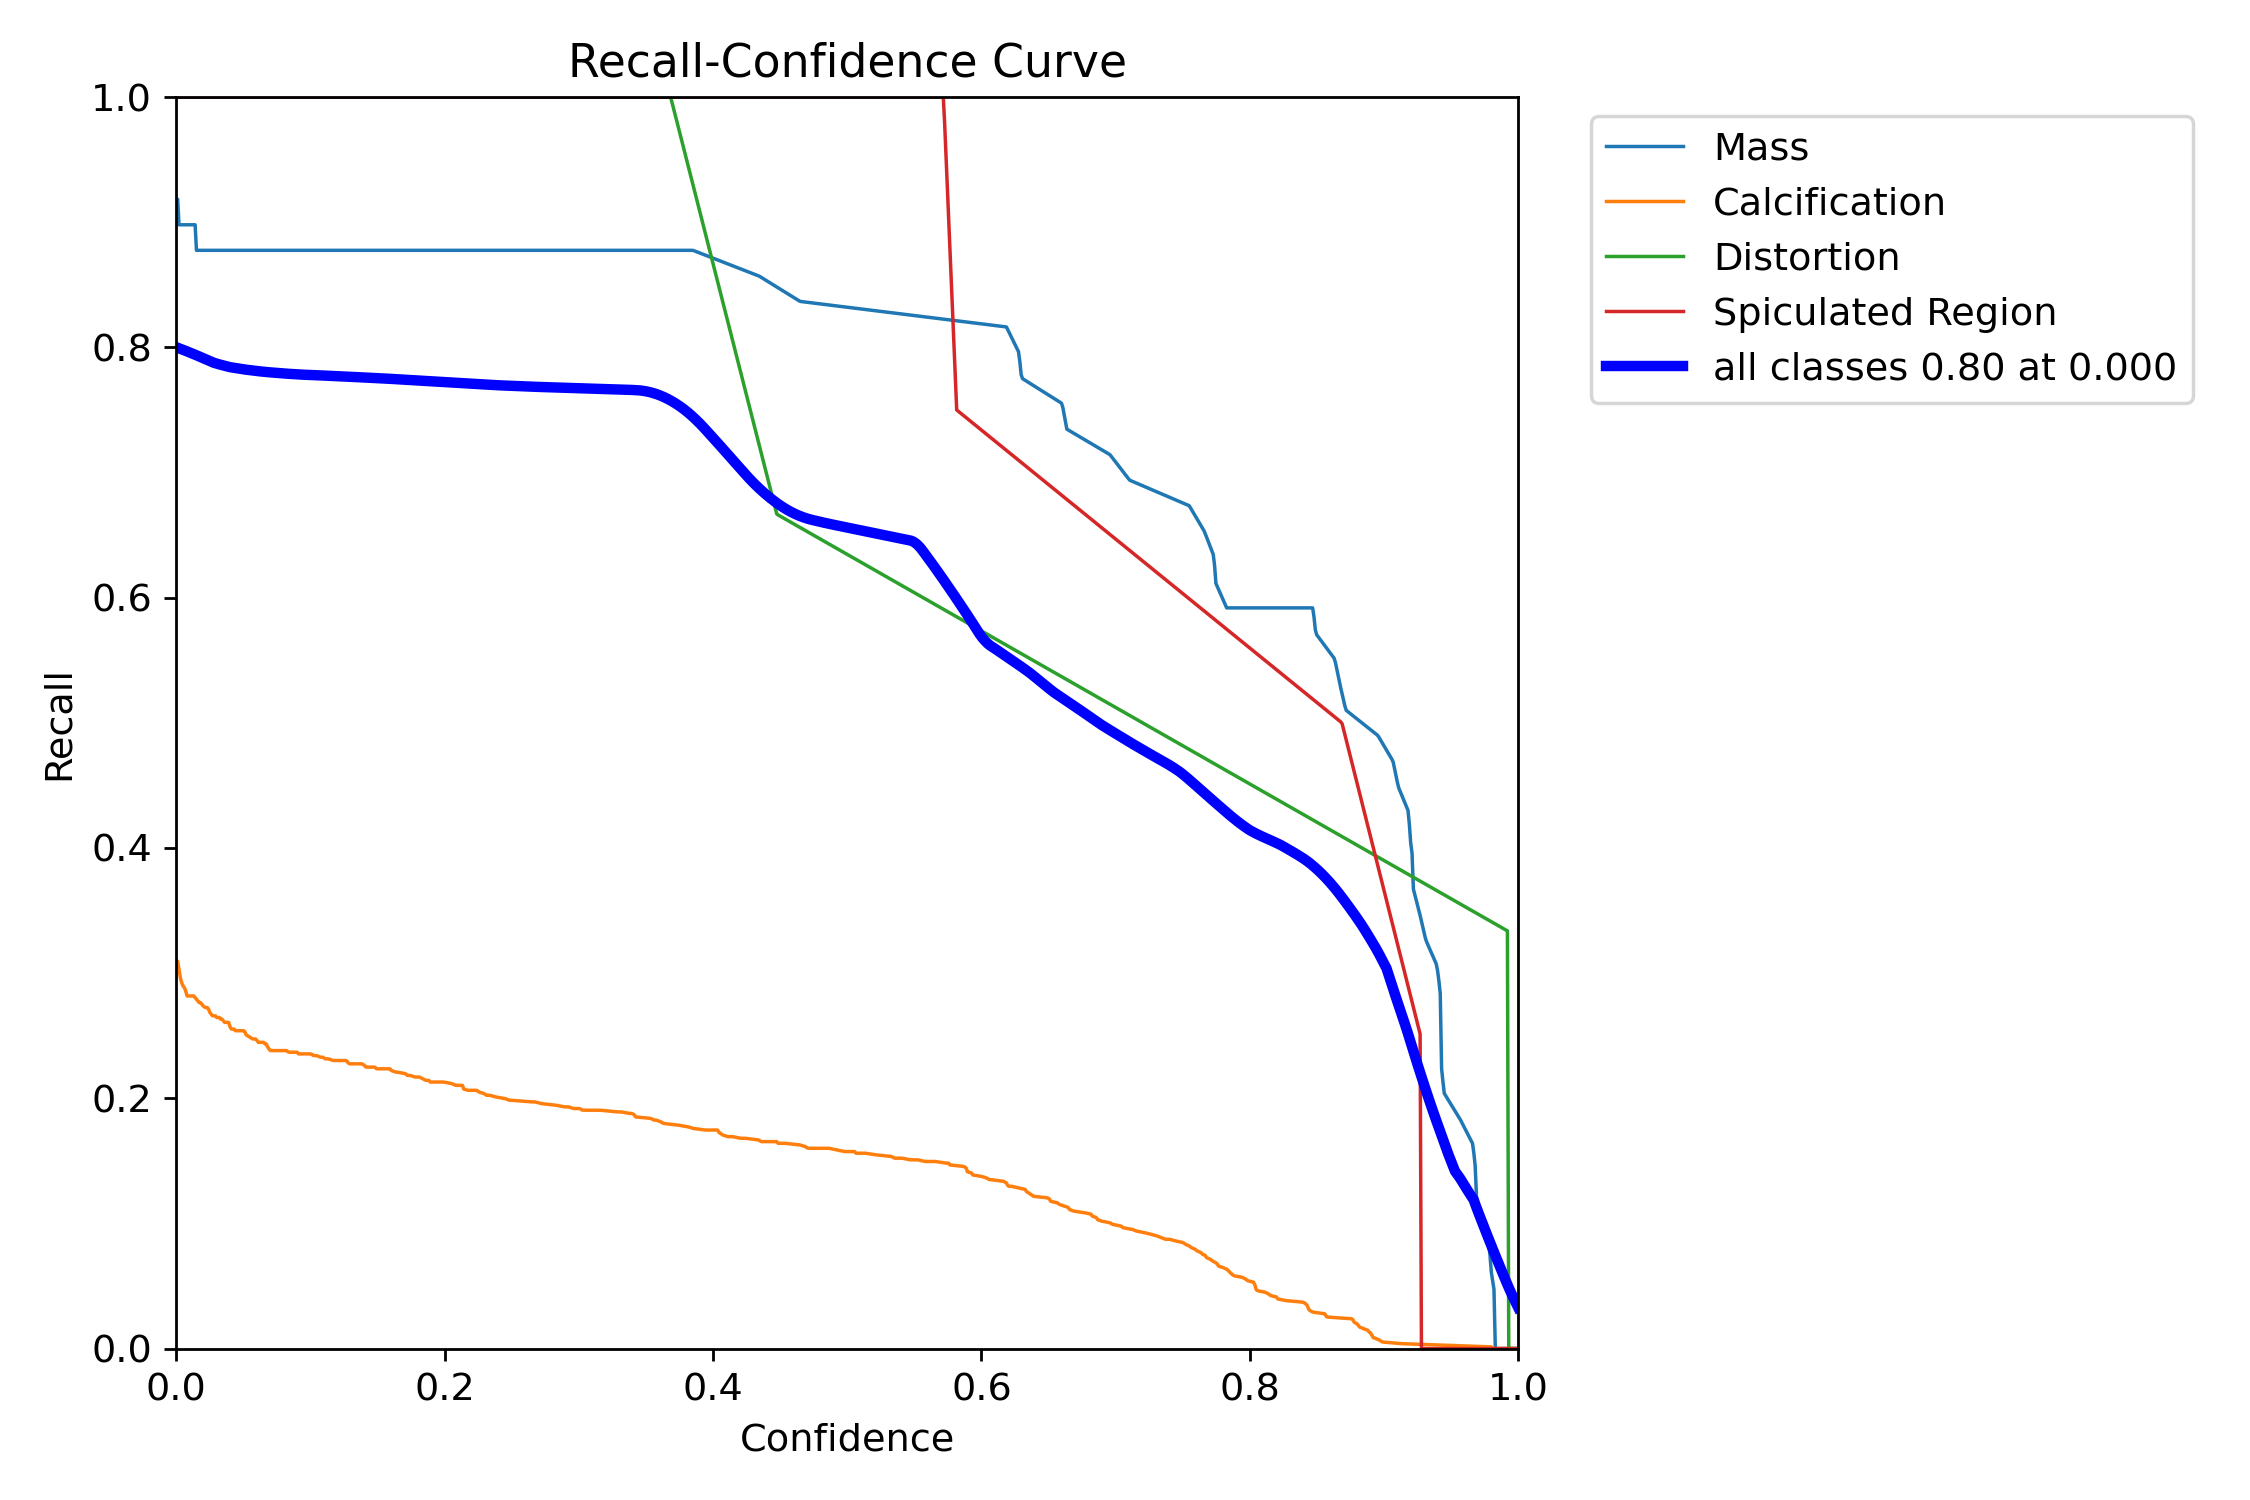 Recall-Confidence Curve
1.0
0.8
0.6
0.4
0.2
0.0
Recall
0.0 0.2 0.4 0.6 0.8 1.0
Confidence
Mass
Calcification
Distortion
Spiculated Region
all classes 0.80 at 0.000